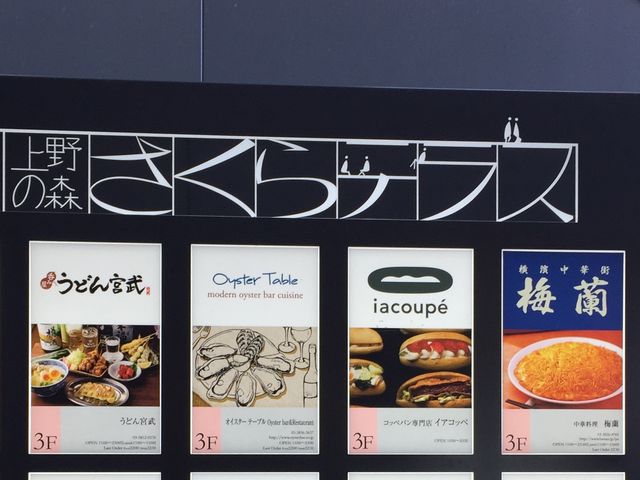 上野の森
さくらテラス
うどん宮武
うどん宮武
3F
Oyster Table
modern oyster bar cuisine
オイスター テーブル Oyster bar&Restaurant
3F
iacoupé
コッペパン専門店 イアコッペ
3F
横濱中華街
梅蘭
中華料理 梅蘭
3F